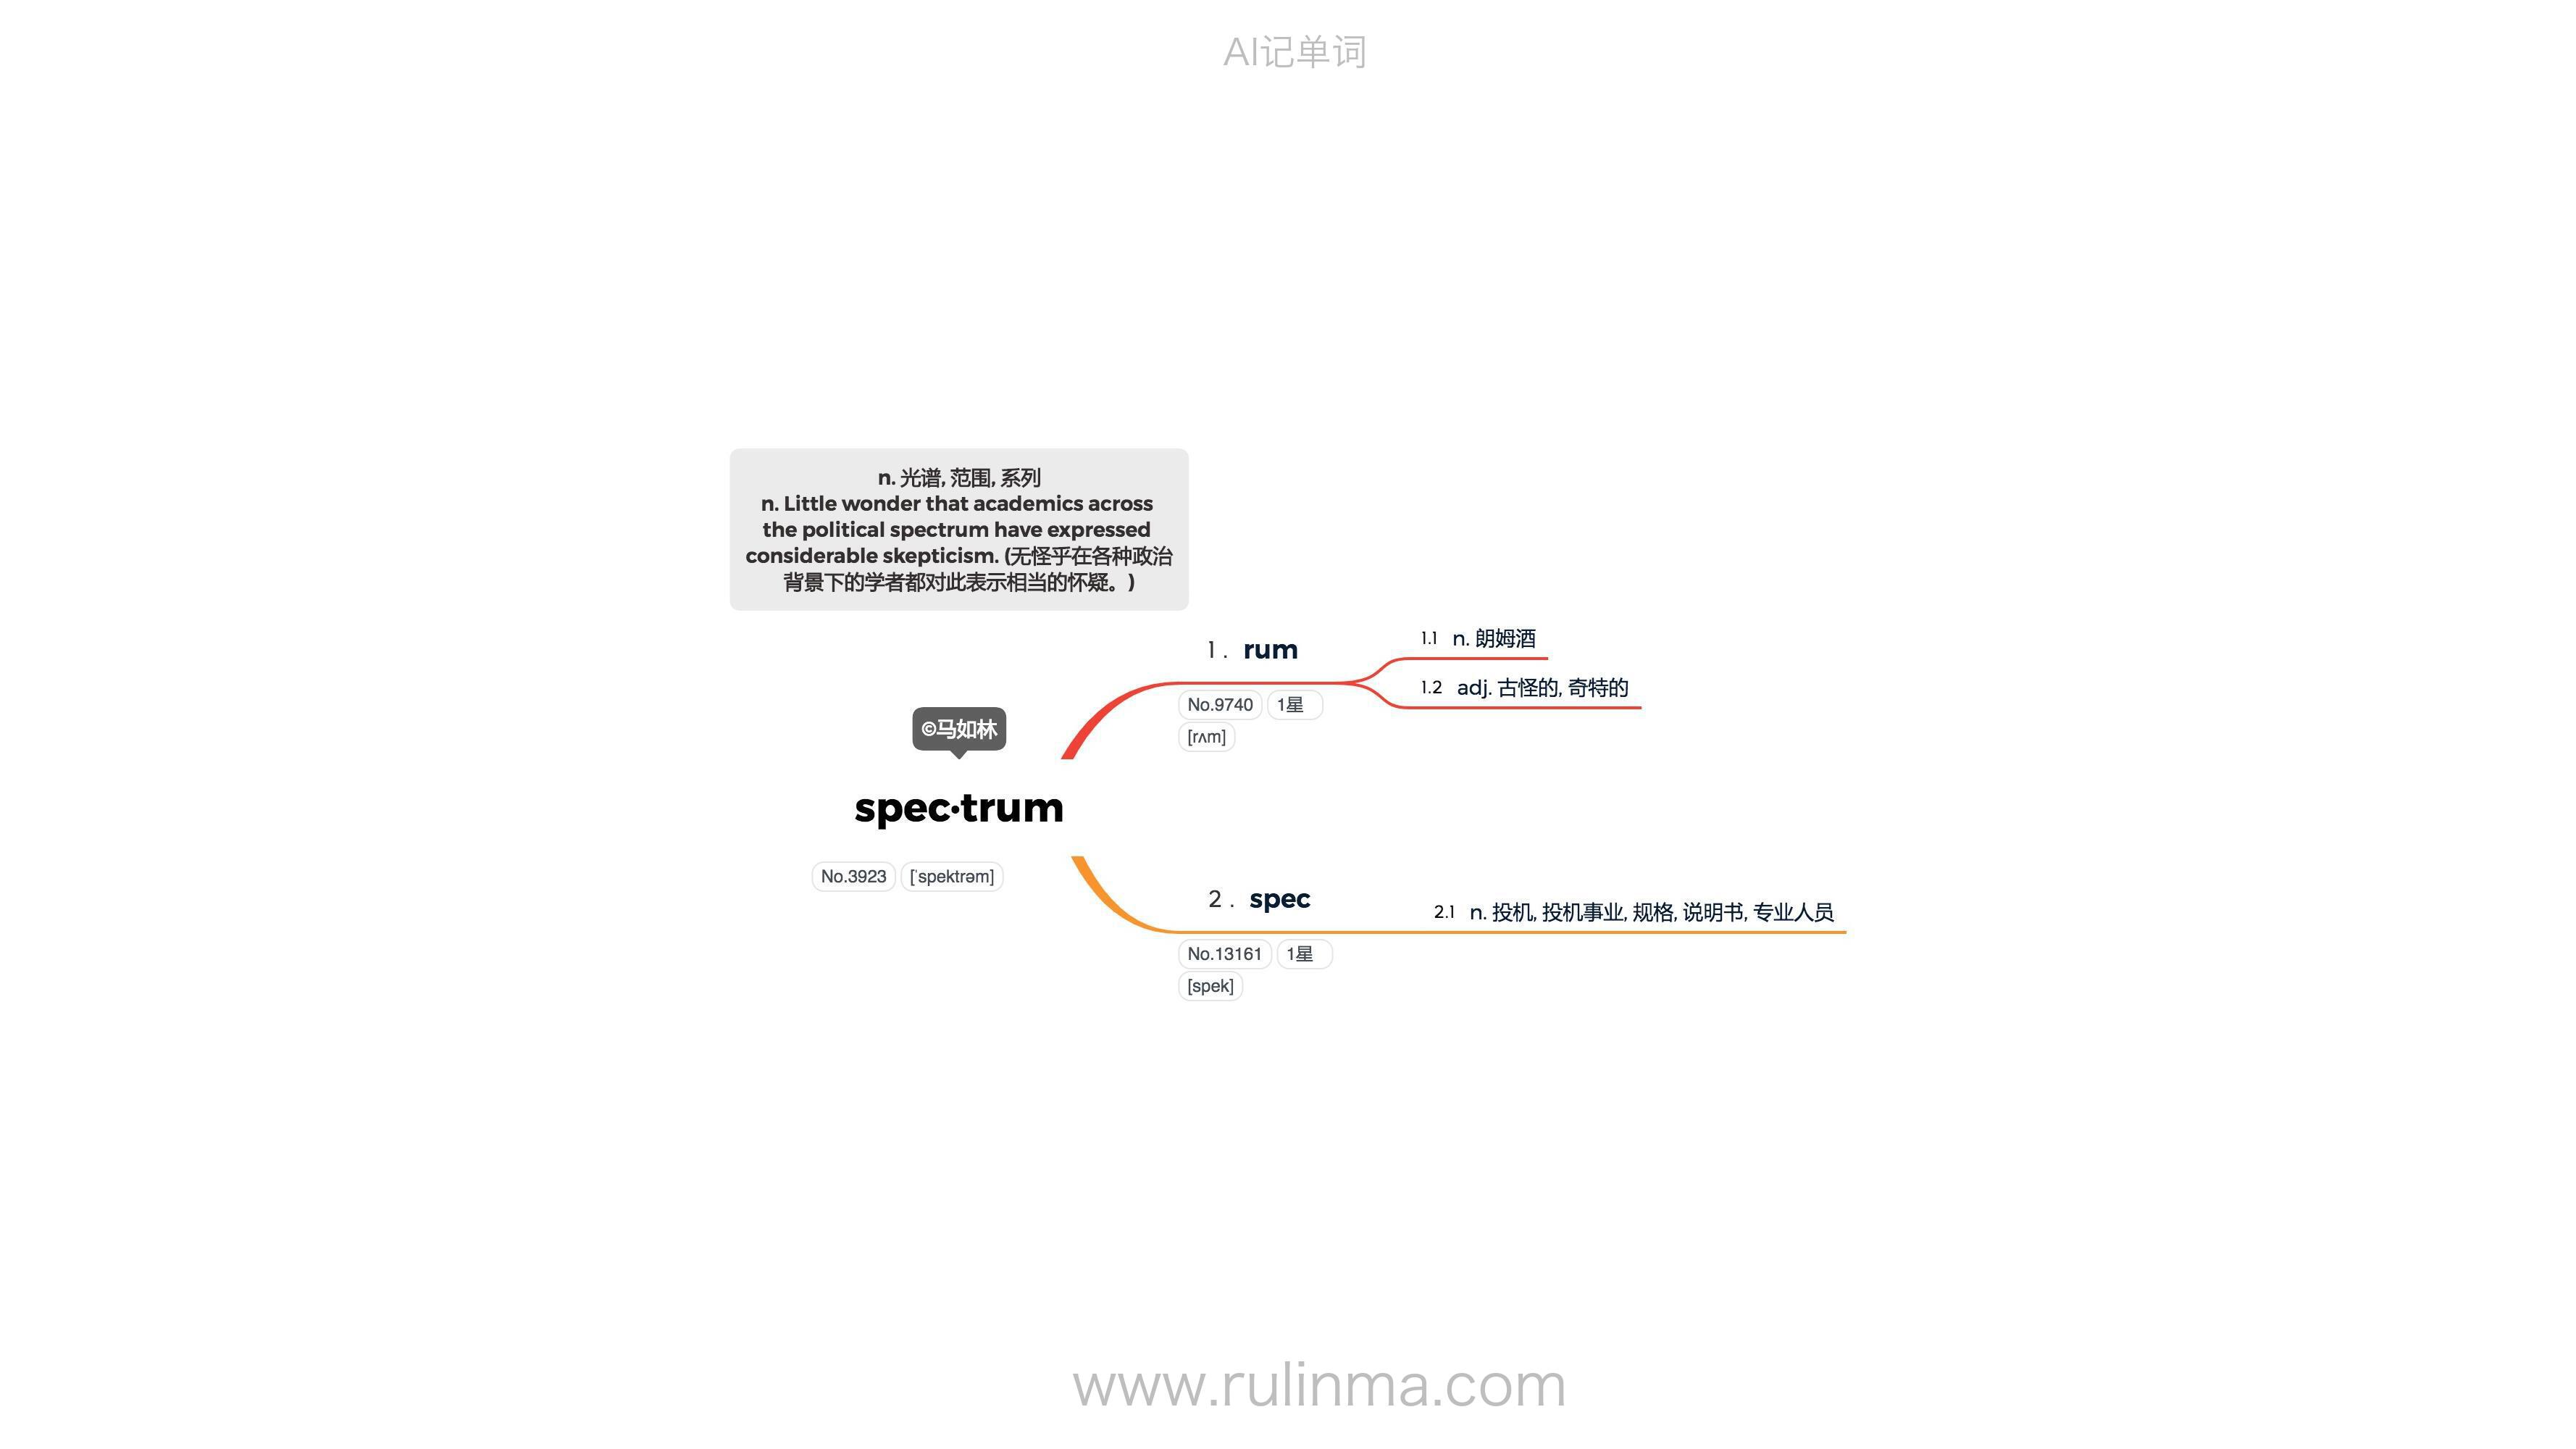 AI记单词
n. 光谱, 范围, 系列
n. Little wonder that academics across
the political spectrum have expressed
considerable skepticism. (无怪乎在各种政治
背景下的学者都对此表示相当的怀疑。)
©马如林
spec·trum
No.3923 [ˈspektrəm]
1 . rum
No.9740 1星
[rʌm]
1.1 n. 朗姆酒
1.2 adj. 古怪的, 奇特的
2 . spec
No.13161 1星
[spek]
2.1 n. 投机, 投机事业, 规格, 说明书, 专业人员
www.rulinma.com